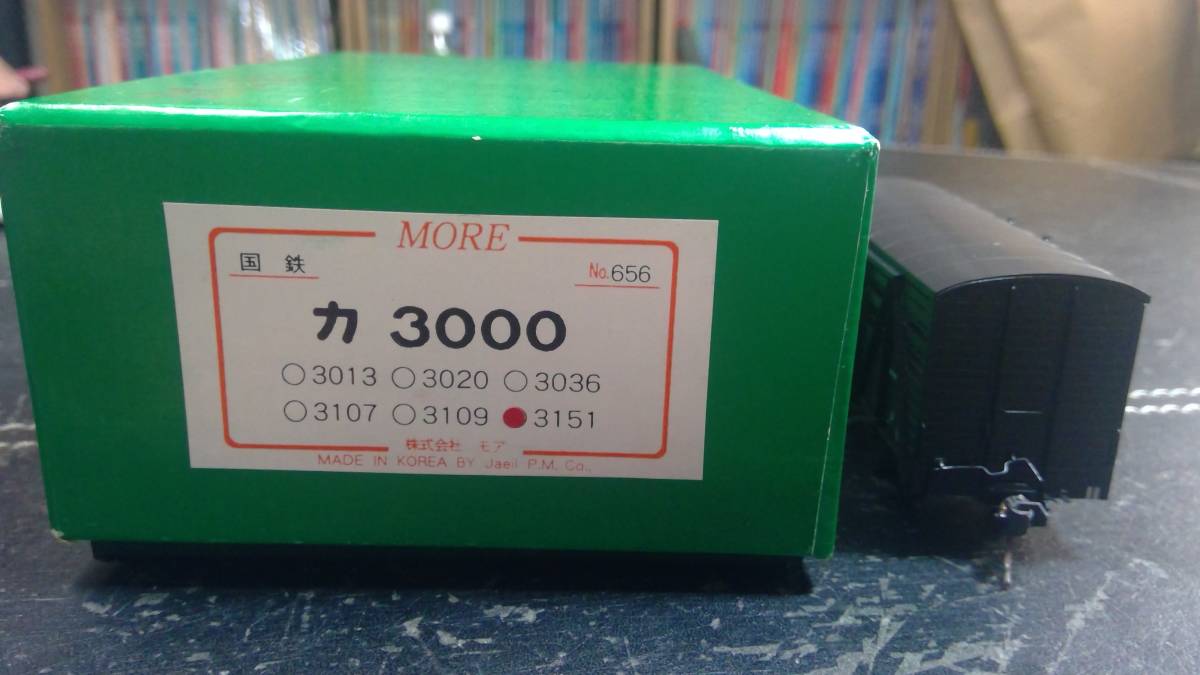 MORE
国鉄 No.656
カ 3000
○3013 ○3020 ○3036
○3107 ○3109 ●3151
株式会社 モア
MADE IN KOREA BY Jaeil P.M. Co.,